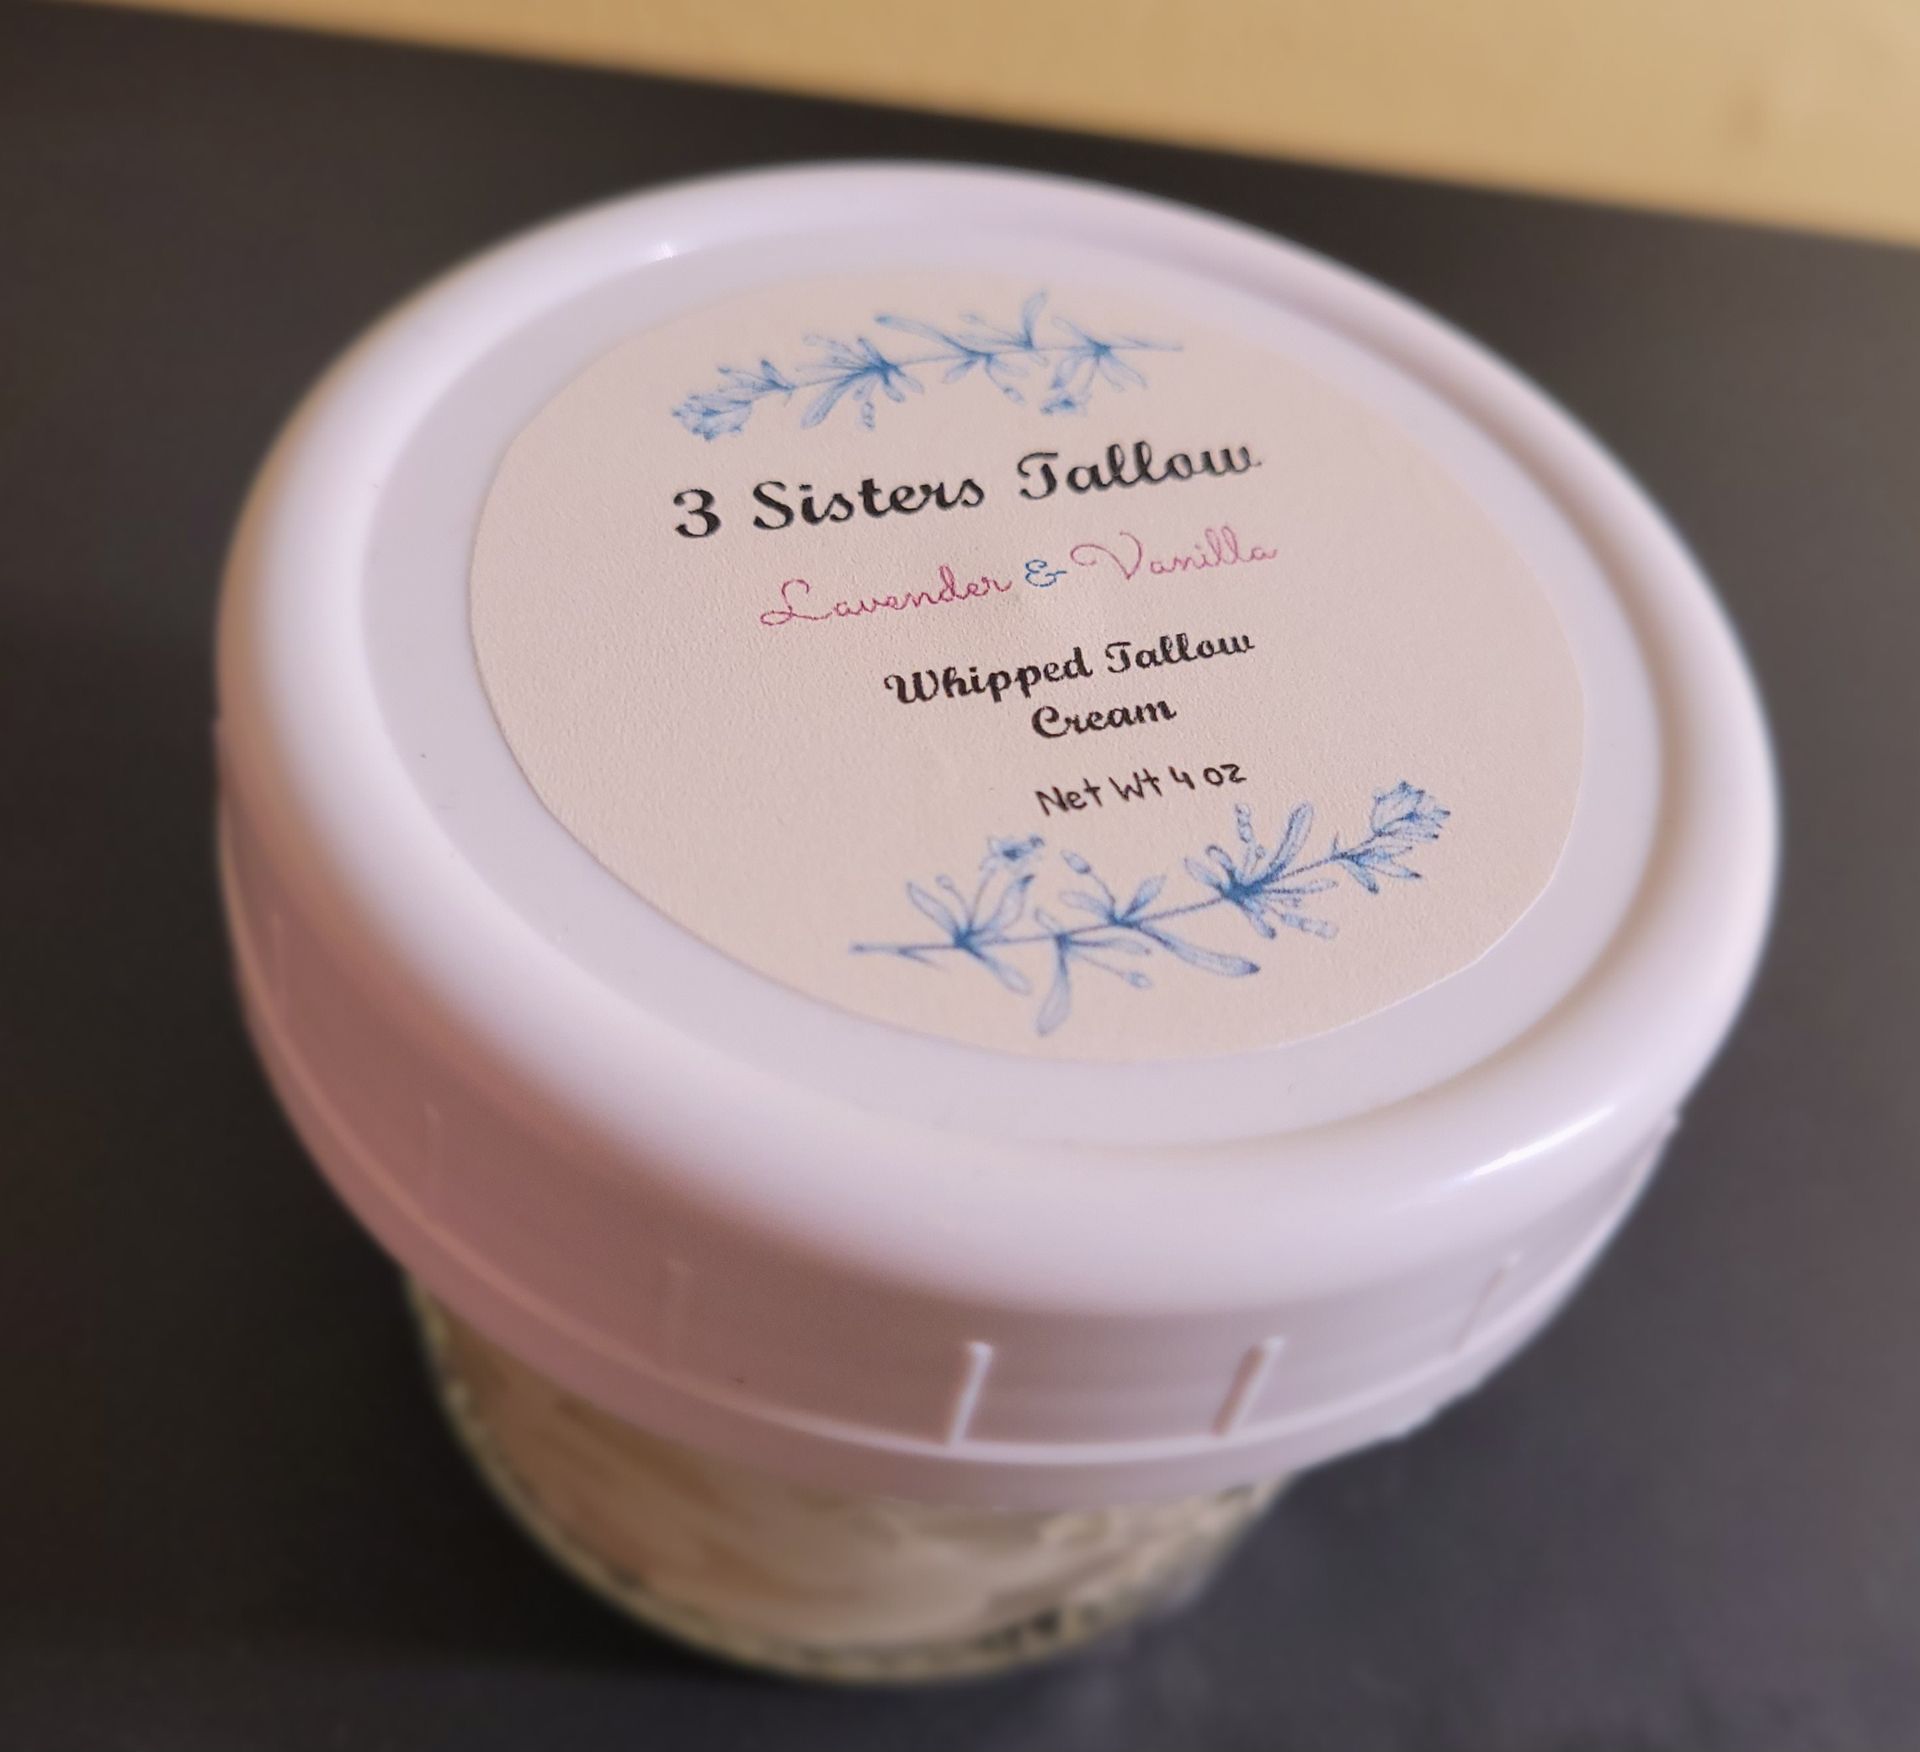 3 Sisters Tallow
Lavender & Vanilla
Whipped Tallow
Cream
Net Wt 4 oz